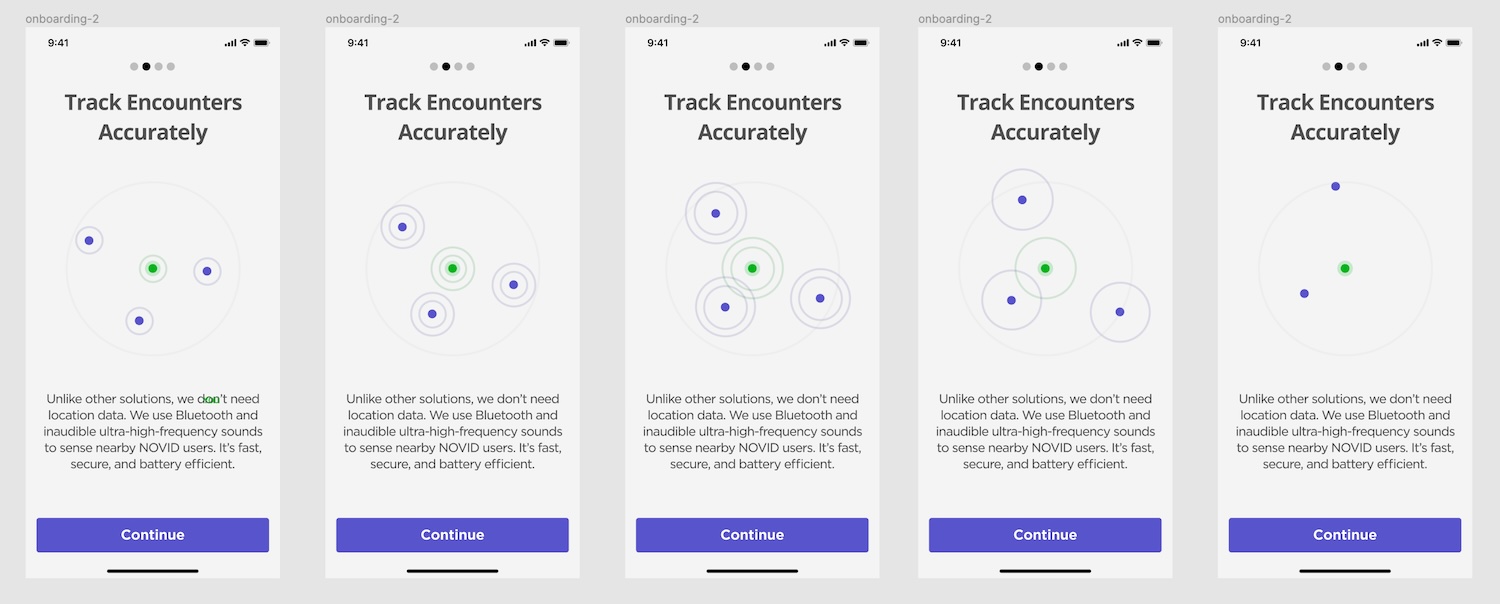 onboarding-2
9:41
Track Encounters
Accurately
Unlike other solutions, we don't need
location data. We use Bluetooth and
inaudible ultra-high-frequency sounds
to sense nearby NOVID users. It's fast,
secure, and battery efficient.
Continue
onboarding-2
9:41
Track Encounters
Accurately
Unlike other solutions, we don't need
location data. We use Bluetooth and
inaudible ultra-high-frequency sounds
to sense nearby NOVID users. It's fast,
secure, and battery efficient.
Continue
onboarding-2
9:41
Track Encounters
Accurately
Unlike other solutions, we don't need
location data. We use Bluetooth and
inaudible ultra-high-frequency sounds
to sense nearby NOVID users. It's fast,
secure, and battery efficient.
Continue
onboarding-2
9:41
Track Encounters
Accurately
Unlike other solutions, we don't need
location data. We use Bluetooth and
inaudible ultra-high-frequency sounds
to sense nearby NOVID users. It's fast,
secure, and battery efficient.
Continue
onboarding-2
9:41
Track Encounters
Accurately
Unlike other solutions, we don't need
location data. We use Bluetooth and
inaudible ultra-high-frequency sounds
to sense nearby NOVID users. It's fast,
secure, and battery efficient.
Continue